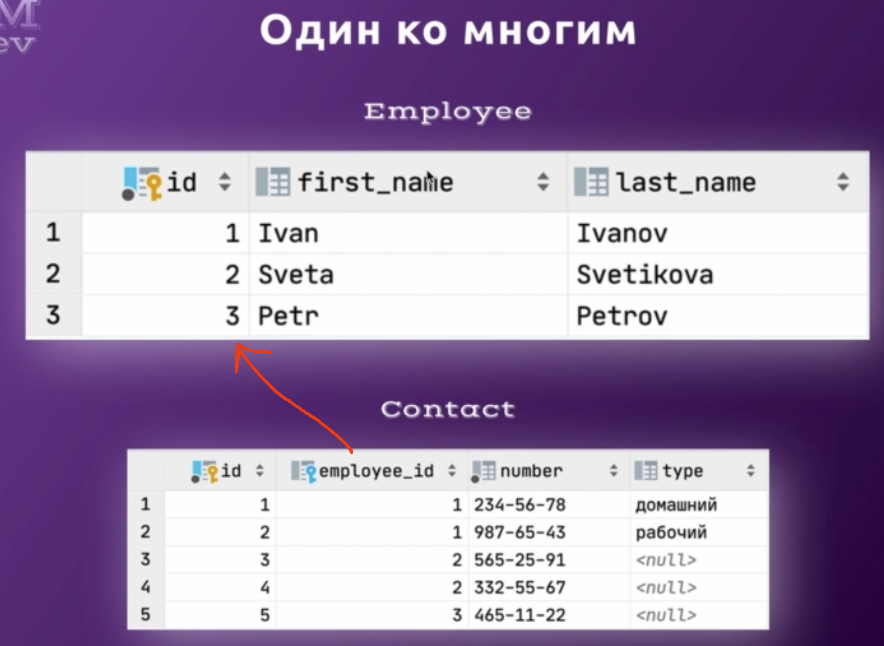 Один ко многим
Employee
id first_name last_name
1 1 Ivan Ivanov
2 2 Sveta Svetikova
3 3 Petr Petrov
Contact
id employee_id number type
1 1 1 234-56-78 домашний
2 2 1 987-65-43 рабочий
3 3 2 565-25-91 <null>
4 4 2 332-55-67 <null>
5 5 3 465-11-22 <null>